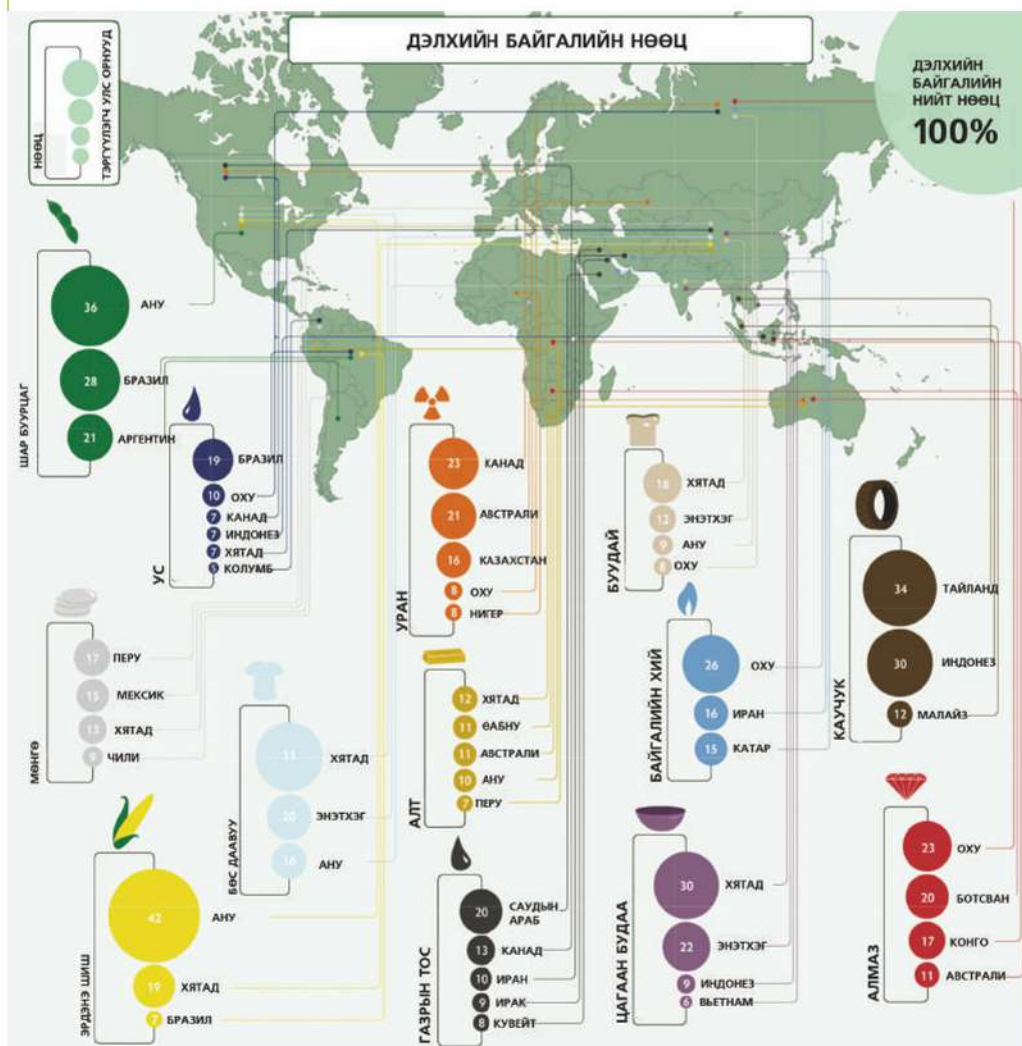 ДЭЛХИЙН БАЙГАЛИЙН НӨӨЦ
НӨӨЦ
ТЭРГҮҮЛЭГЧ УЛС ОРНУУД
ДЭЛХИЙН
БАЙГАЛИЙН
НИЙТ НӨӨЦ
100%
ШАР БУУРЦАГ
36 АНУ
28 БРАЗИЛ
21 АРГЕНТИН
УС
19 БРАЗИЛ
10 ОХУ
7 КАНАД
7 ИНДОНЕЗ
7 ХЯТАД
5 КОЛУМБ
УРАН
23 КАНАД
21 АВСТРАЛИ
16 КАЗАХСТАН
8 ОХУ
8 НИГЕР
БУУДАЙ
18 ХЯТАД
12 ЭНЭТХЭГ
9 АНУ
8 ОХУ
КАУЧУК
34 ТАЙЛАНД
30 ИНДОНЕЗ
12 МАЛАЙЗ
МӨНГӨ
17 ПЕРУ
МЕКСИК
13 ХЯТАД
9 ЧИЛИ
БӨС ДААВУУ
ХЯТАД
20 ЭНЭТХЭГ
16 АНУ
АЛТ
12 ХЯТАД
11 ӨАБНУ
11 АВСТРАЛИ
10 АНУ
7 ПЕРУ
БАЙГАЛИЙН ХИЙ
26 ОХУ
16 ИРАН
15 КАТАР
ЭРДЭНЭ ШИШ
42 АНУ
19 ХЯТАД
7 БРАЗИЛ
ГАЗРЫН ТОС
20 САУДЫН
АРАБ
13 КАНАД
10 ИРАН
9 ИРАК
8 КУВЕЙТ
ЦАГААН БУДАА
30 ХЯТАД
22 ЭНЭТХЭГ
9 ИНДОНЕЗ
6 ВЬЕТНАМ
АЛМАЗ
23 ОХУ
20 БОТСВАН
17 КОНГО
11 АВСТРАЛИ